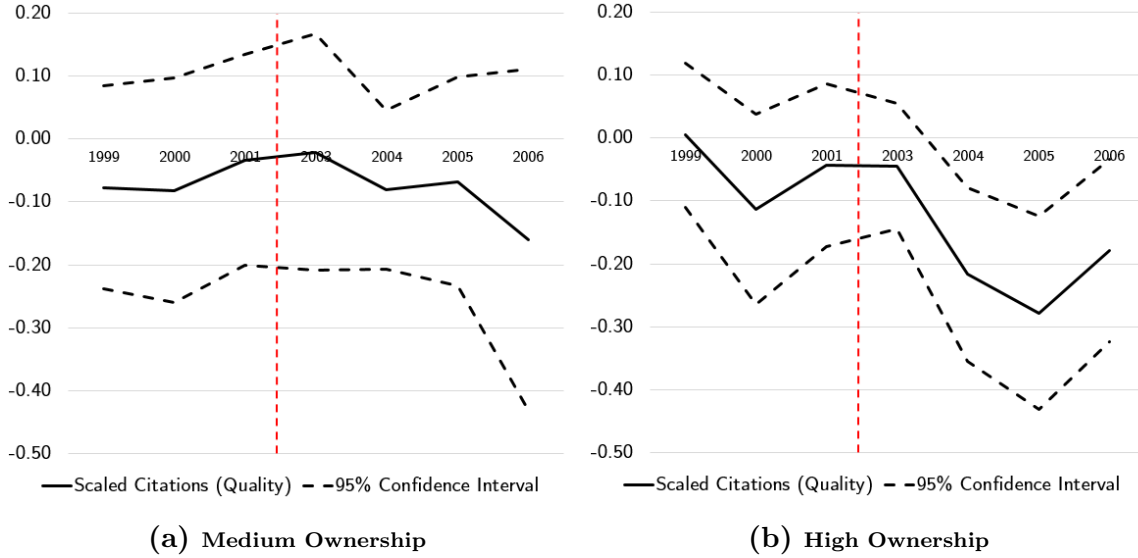 0.20
0.10
0.00
-0.10
-0.20
-0.30
-0.40
-0.50
1999 2000 2001 2003 2004 2005 2006
Scaled Citations (Quality) 95% Confidence Interval
(a) Medium Ownership
0.20
0.10
0.00
-0.10
-0.20
-0.30
-0.40
-0.50
1999 2000 2001 2003 2004 2005 2006
Scaled Citations (Quality) 95% Confidence Interval
(b) High Ownership